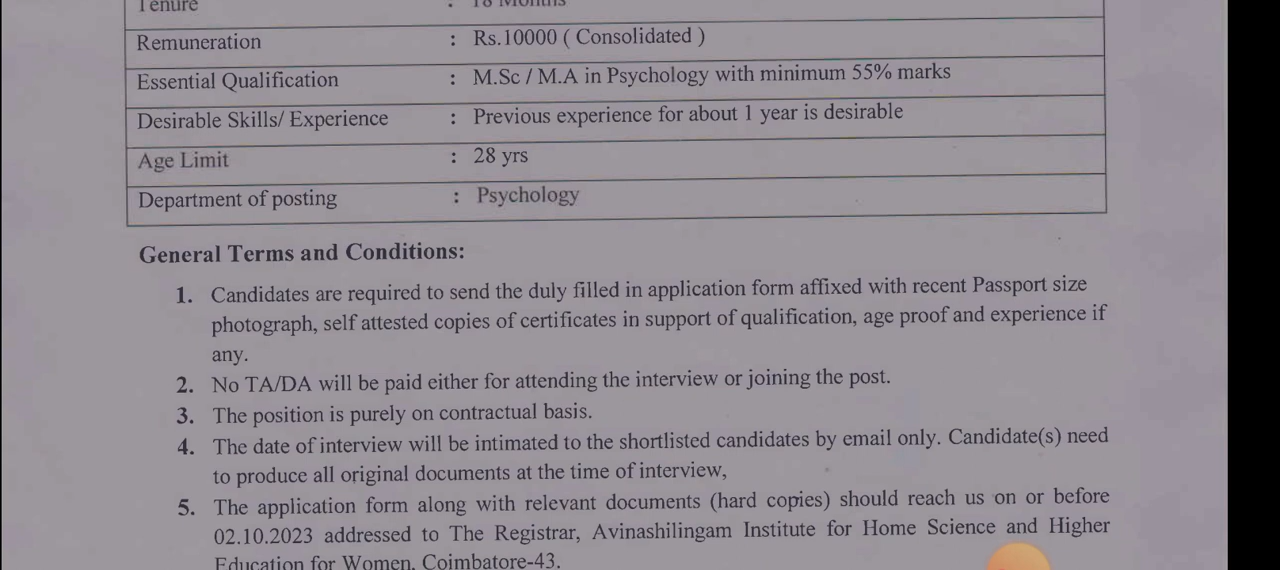 Tenure : 18 Months
Remuneration : Rs.10000 ( Consolidated )
Essential Qualification : M.Sc / M.A in Psychology with minimum 55% marks
Desirable Skills/ Experience : Previous experience for about 1 year is desirable
Age Limit : 28 yrs
Department of posting : Psychology
General Terms and Conditions:
1. Candidates are required to send the duly filled in application form affixed with recent Passport size
photograph, self attested copies of certificates in support of qualification, age proof and experience if
any.
2. No TA/DA will be paid either for attending the interview or joining the post.
3. The position is purely on contractual basis.
4. The date of interview will be intimated to the shortlisted candidates by email only. Candidate(s) need
to produce all original documents at the time of interview,
5. The application form along with relevant documents (hard copies) should reach us on or before
02.10.2023 addressed to The Registrar, Avinashilingam Institute for Home Science and Higher
Education for Women, Coimbatore-43.